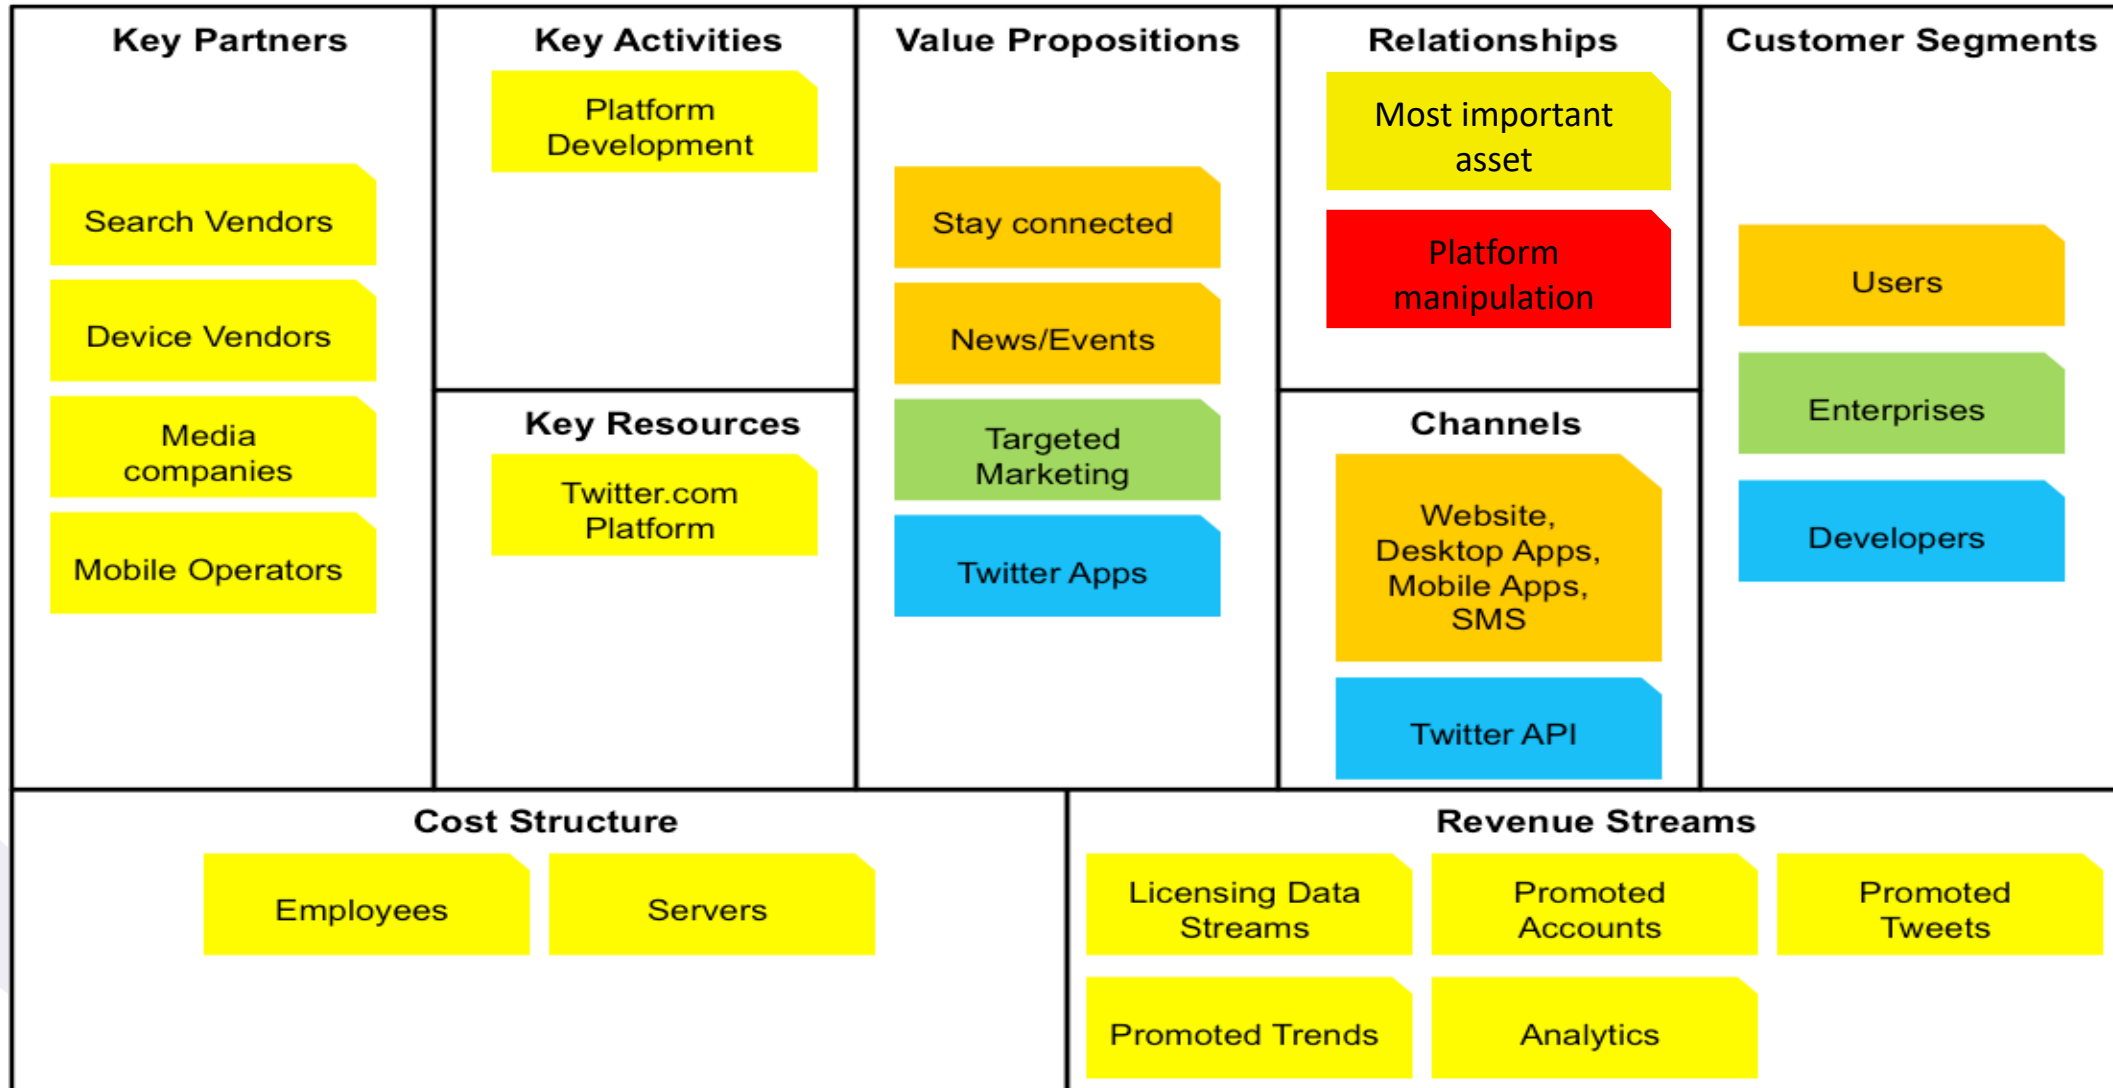 Key Partners
Search Vendors
Device Vendors
Media
companies
Mobile Operators
Key Activities
Platform
Development
Key Resources
Twitter.com
Platform
Value Propositions
Stay connected
News/Events
Targeted
Marketing
Twitter Apps
Relationships
Most important
asset
Platform
manipulation
Channels
Website,
Desktop Apps,
Mobile Apps,
SMS
Twitter API
Customer Segments
Users
Enterprises
Developers
Cost Structure
Employees
Servers
Revenue Streams
Licensing Data
Streams
Promoted
Accounts
Promoted
Tweets
Promoted Trends
Analytics